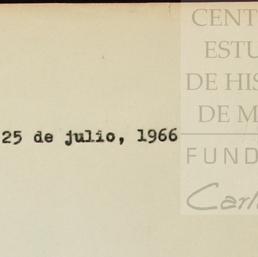 CENT
ESTU
DE HIS
DE M
FUND
Carl
25 de julio, 1966